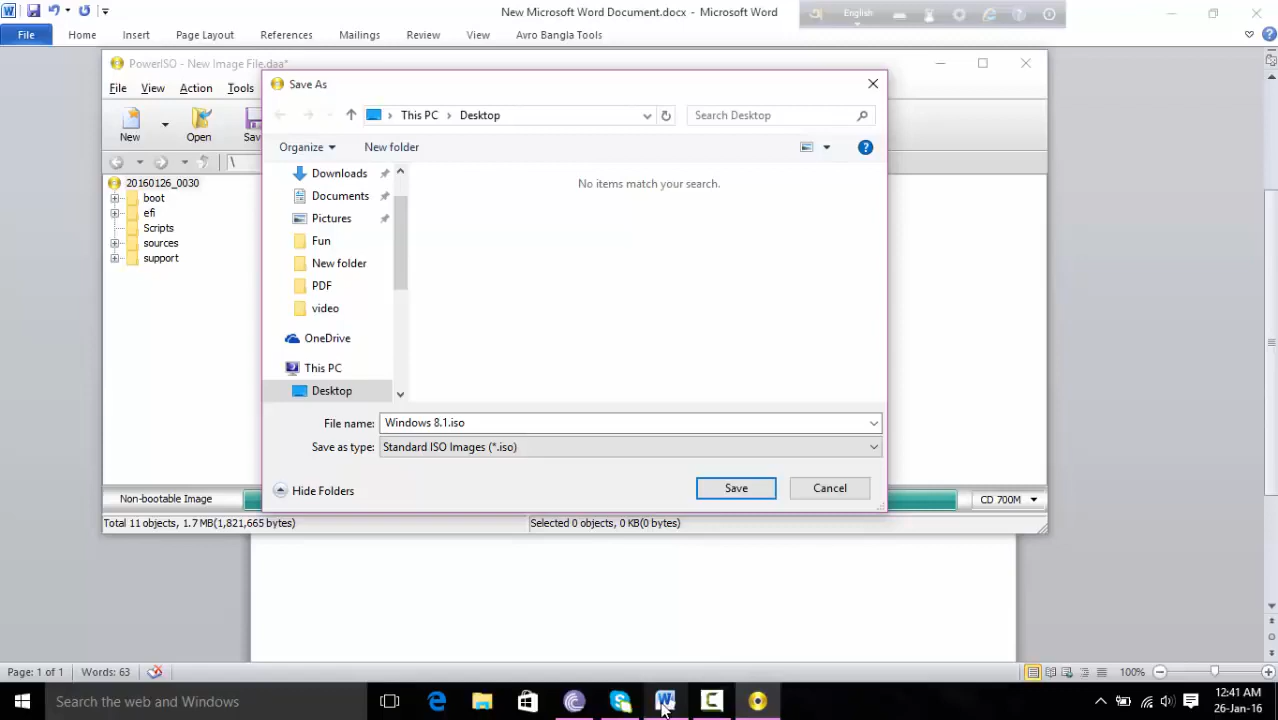 New Microsoft Word Document.docx - Microsoft Word
English
File Home Insert Page Layout References Mailings Review View Avro Bangla Tools
PowerISO - New Image File.daa*
File View Action Tools
New Open Sav
\
20160126_0030
boot
efi
Scripts
sources
support
Save As
This PC Desktop
Search Desktop
Organize New folder
Downloads
Documents
Pictures
Fun
New folder
PDF
video
OneDrive
This PC
Desktop
No items match your search.
File name: Windows 8.1.iso
Save as type: Standard ISO Images (*.iso)
Hide Folders Save Cancel
Non-bootable Image CD 700M
Total 11 objects, 1.7 MB(1,821,665 bytes) Selected 0 objects, 0 KB(0 bytes)
Page: 1 of 1 Words: 63 100%
Search the web and Windows
12:41 AM
26-Jan-16